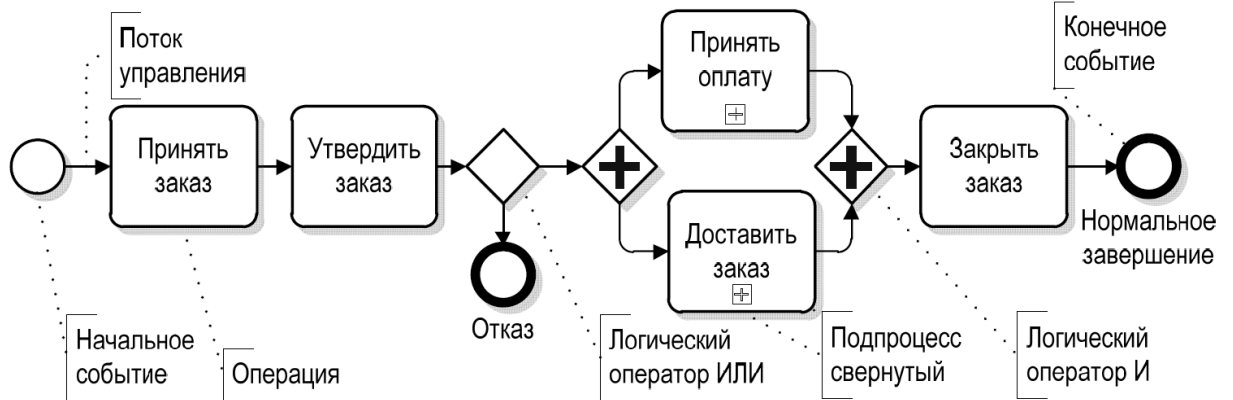 Поток
управления
Принять
оплату
Конечное
событие
Принять
заказ
Утвердить
заказ
Закрыть
заказ
Доставить
заказ
Нормальное
завершение
Отказ
Начальное
событие
Операция
Логический
оператор ИЛИ
Подпроцесс
свернутый
Логический
оператор И